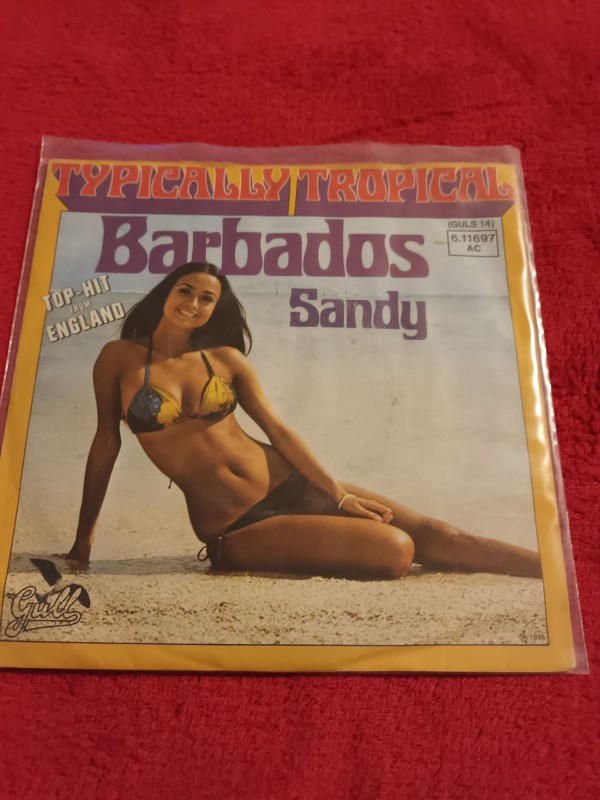 TYPICALLY TROPICAL
Barbados
(GULS 14)
6.11697
AC
Sandy
TOP-HIT
FROM
ENGLAND
Gull